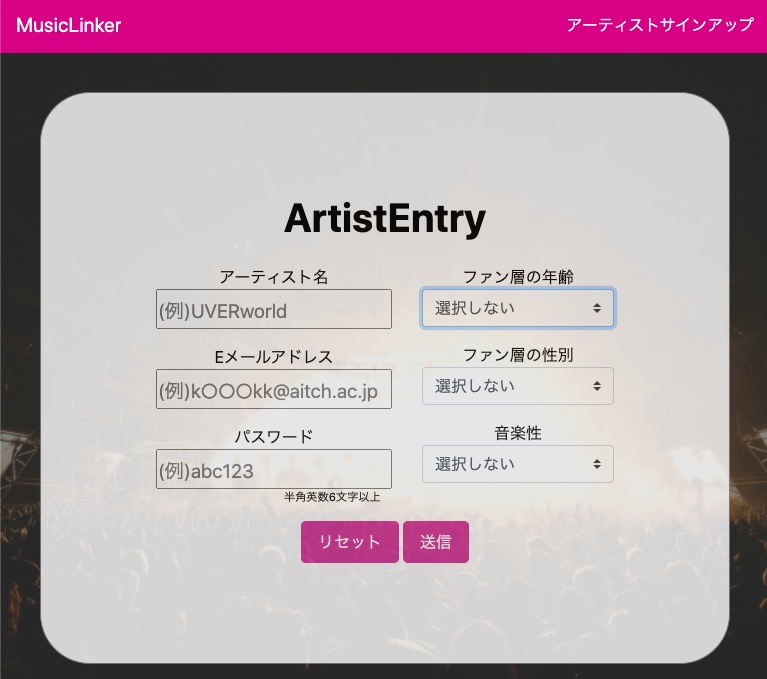 MusicLinker
アーティストサインアップ
ArtistEntry
アーティスト名
(例)UVERworld
Eメールアドレス
(例)k〇〇〇kk@aitch.ac.jp
パスワード
(例)abc123
半角英数6文字以上
ファン層の年齢
選択しない
ファン層の性別
選択しない
音楽性
選択しない
リセット
送信